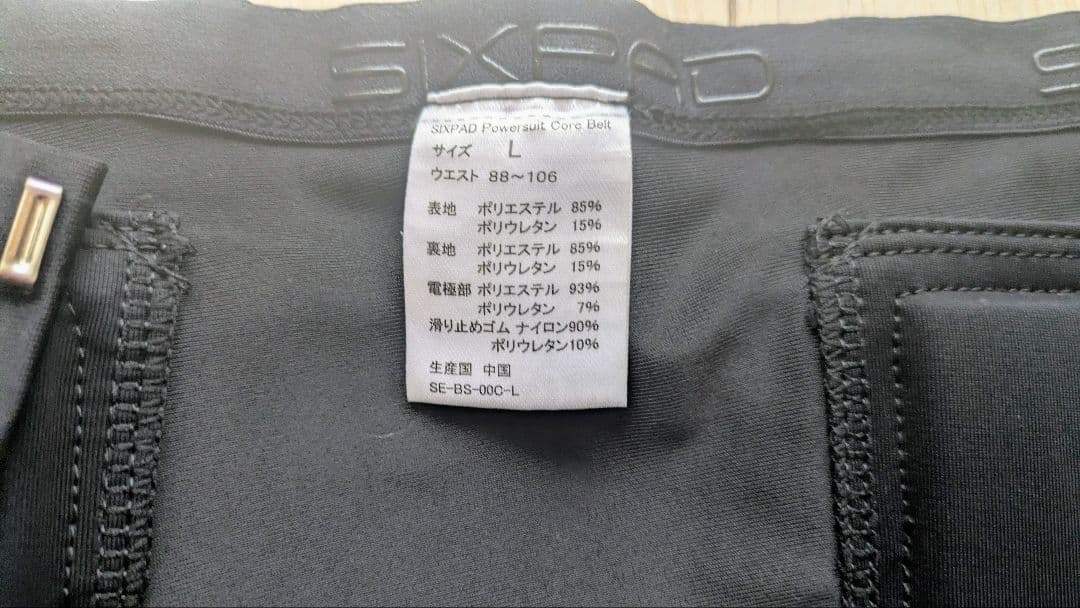 SIXPAD
SIXPAD Powersuit Core Belt
サイズ L
ウエスト 88～106
表地 ポリエステル 85%
ポリウレタン 15%
裏地 ポリエステル 85%
ポリウレタン 15%
電極部 ポリエステル 93%
ポリウレタン 7%
滑り止めゴム ナイロン90%
ポリウレタン10%
生産国 中国
SE-BS-00C-L